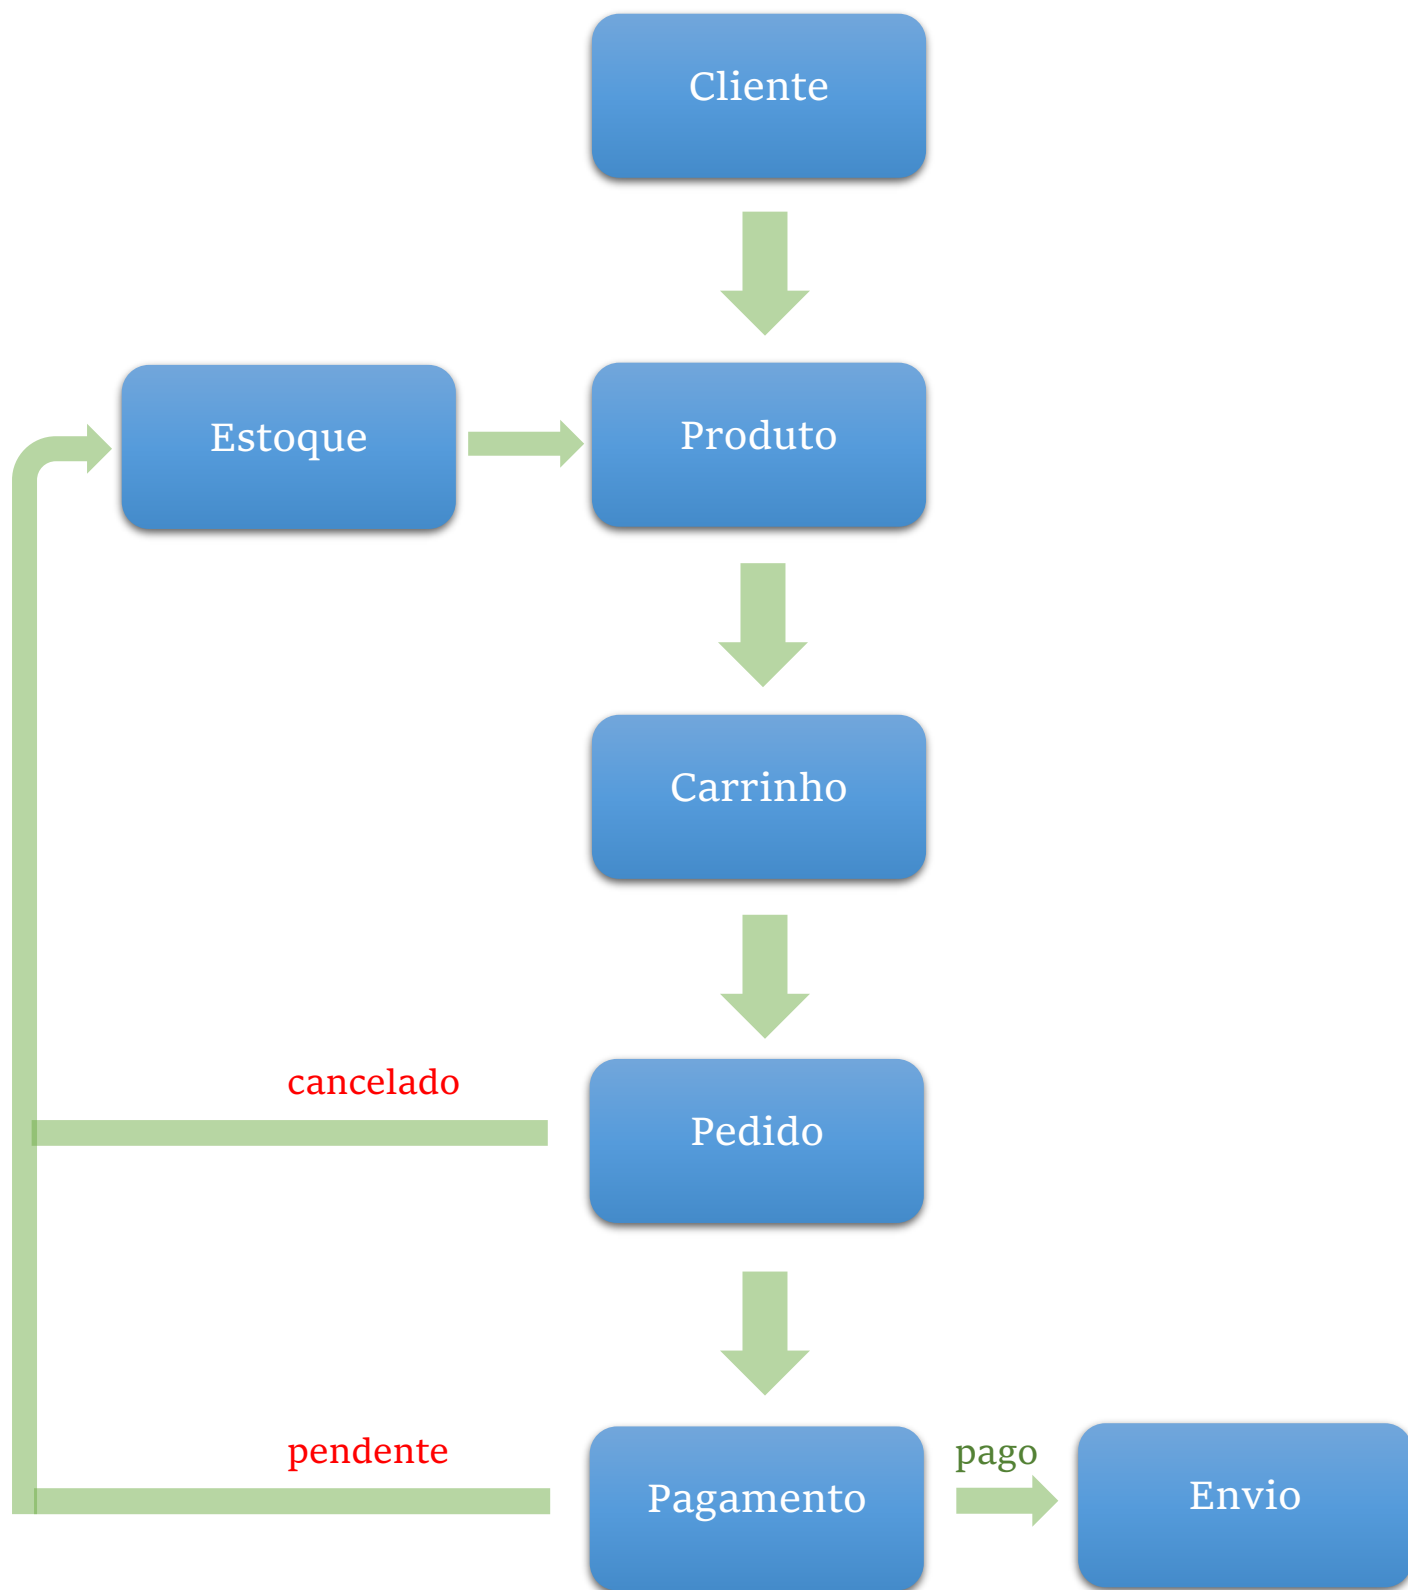 Cliente
Estoque
Produto
Carrinho
cancelado
Pedido
pendente
pago
Pagamento
Envio